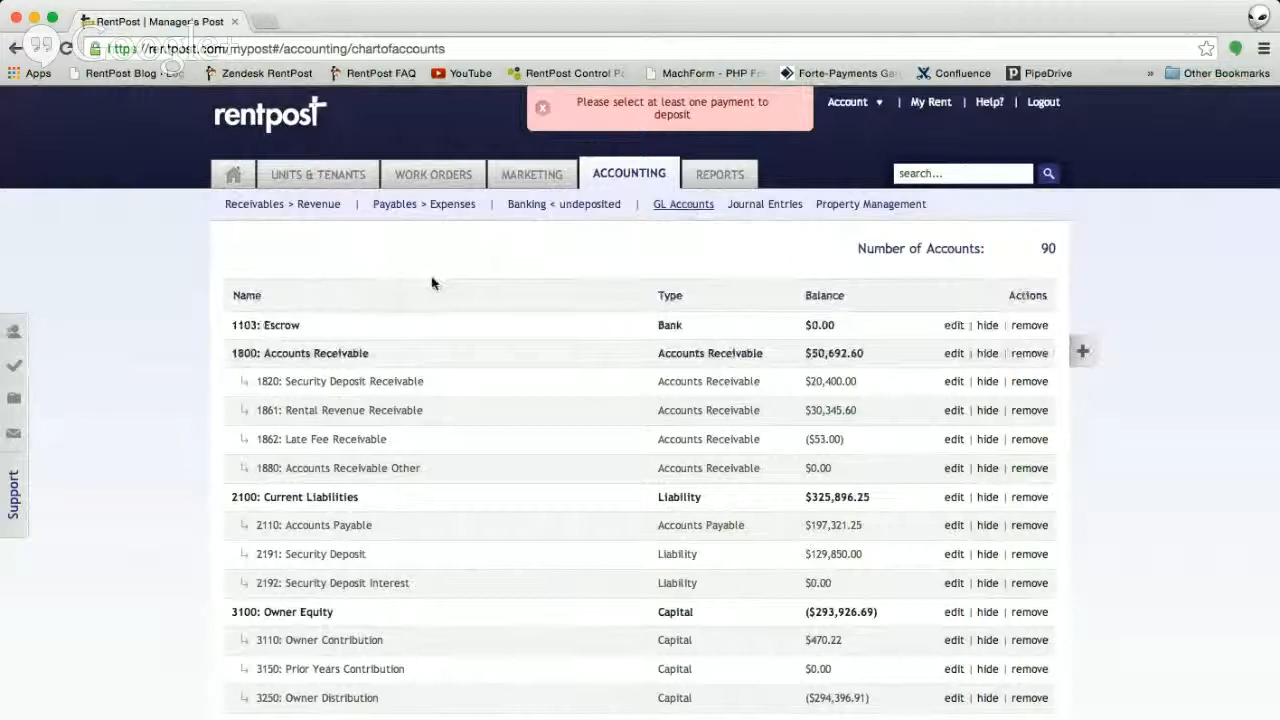 RentPost | Manager's Post ×
Google+
https://rentpost.com/mypost#/accounting/chartofaccounts
Apps RentPost Blog - Log Zendesk RentPost RentPost FAQ YouTube RentPost Control Pa MachForm - PHP F Forte-Payments Ga Confluence PipeDrive » Other Bookmarks
rentpost
Please select at least one payment to
deposit
Account ▼ | My Rent | Help? | Logout
UNITS & TENANTS WORK ORDERS MARKETING ACCOUNTING REPORTS
search...
Receivables > Revenue | Payables > Expenses | Banking < undeposited | GL Accounts Journal Entries Property Management
Number of Accounts: 90
Name Type Balance Actions
1103: Escrow Bank $0.00 edit | hide | remove
1800: Accounts Receivable Accounts Receivable $50,692.60 edit | hide | remove
1820: Security Deposit Receivable Accounts Receivable $20,400.00 edit | hide | remove
1861: Rental Revenue Receivable Accounts Receivable $30,345.60 edit | hide | remove
1862: Late Fee Receivable Accounts Receivable ($53.00) edit | hide | remove
1880: Accounts Receivable Other Accounts Receivable $0.00 edit | hide | remove
2100: Current Liabilities Liability $325,896.25 edit | hide | remove
2110: Accounts Payable Accounts Payable $197,321.25 edit | hide | remove
2191: Security Deposit Liability $129,850.00 edit | hide | remove
2192: Security Deposit Interest Liability $0.00 edit | hide | remove
3100: Owner Equity Capital ($293,926.69) edit | hide | remove
3110: Owner Contribution Capital $470.22 edit | hide | remove
3150: Prior Years Contribution Capital $0.00 edit | hide | remove
3250: Owner Distribution Capital ($294,396.91) edit | hide | remove
Support